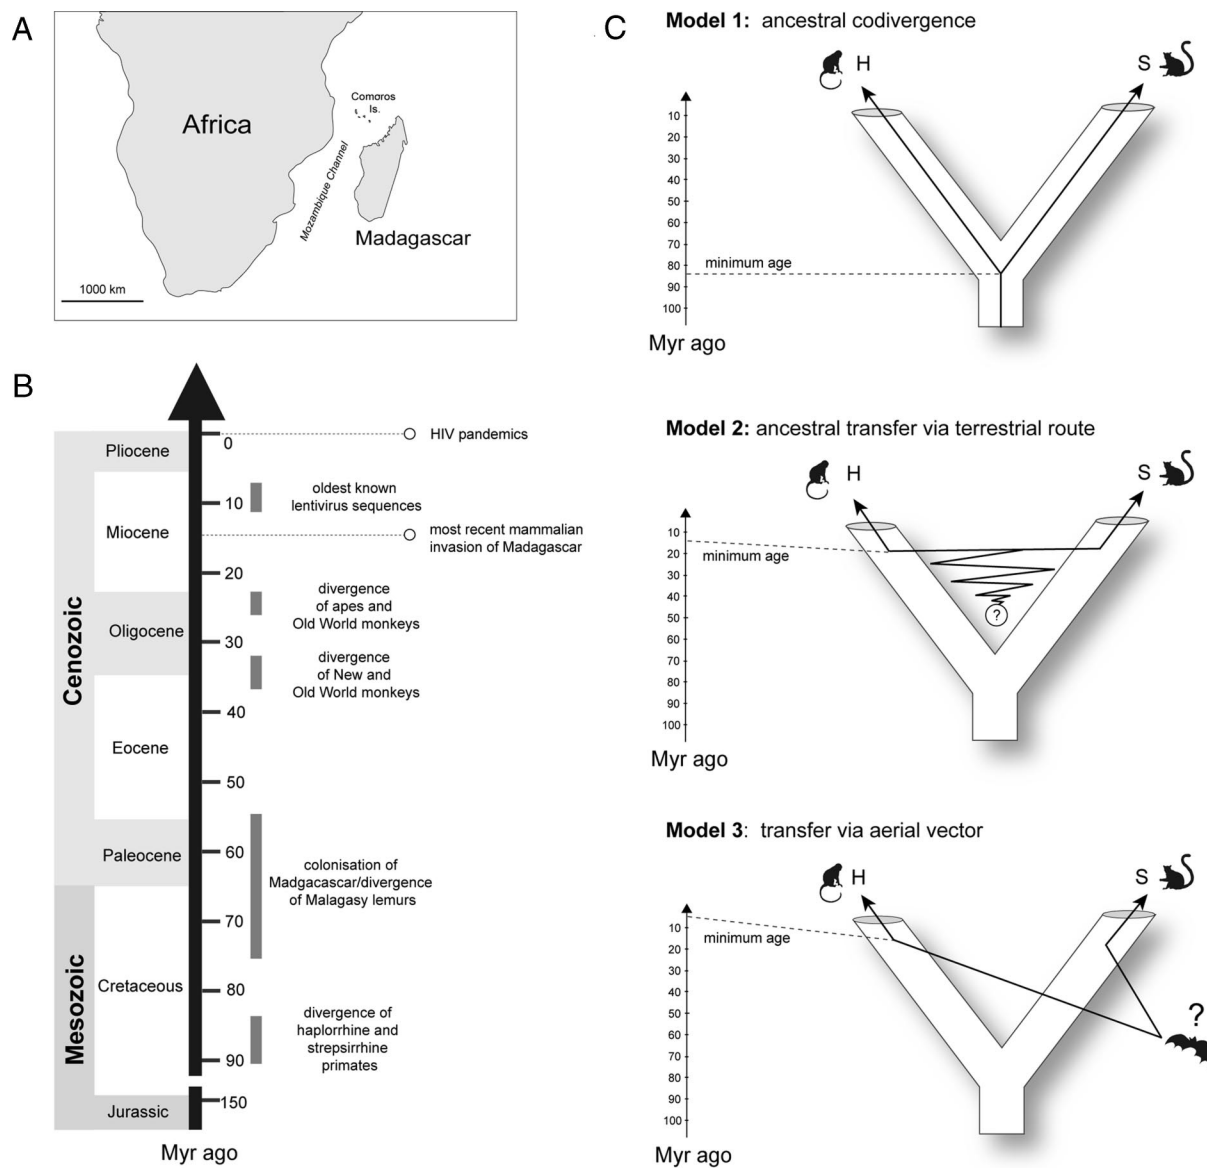 A
Africa
Comoros
Is.
Mozambique Channel
Madagascar
1000 km
B
Cenozoic
Mesozoic
Pliocene
Miocene
Oligocene
Eocene
Paleocene
Cretaceous
Jurassic
0
10
20
30
40
50
60
70
80
90
150
Myr ago
HIV pandemics
oldest known
lentivirus sequences
most recent mammalian
invasion of Madagascar
divergence
of apes and
Old World monkeys
divergence
of New and
Old World monkeys
colonisation of
Madgacascar/divergence
of Malagasy lemurs
divergence of
haplorrhine and
strepsirrhine
primates
C
Model 1: ancestral codivergence
H
S
10
20
30
40
50
60
70
80
90
100
minimum age
Myr ago
Model 2: ancestral transfer via terrestrial route
H
S
10
20
30
40
50
60
70
80
90
100
minimum age
?
Myr ago
Model 3: transfer via aerial vector
H
S
10
20
30
40
50
60
70
80
90
100
minimum age
?
Myr ago